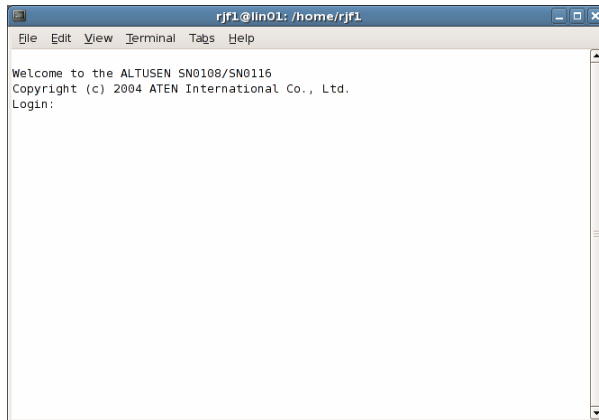 rjf1@lin01: /home/rjf1
File Edit View Terminal Tabs Help
Welcome to the ALTUSEN SN0108/SN0116
Copyright (c) 2004 ATEN International Co., Ltd.
Login: